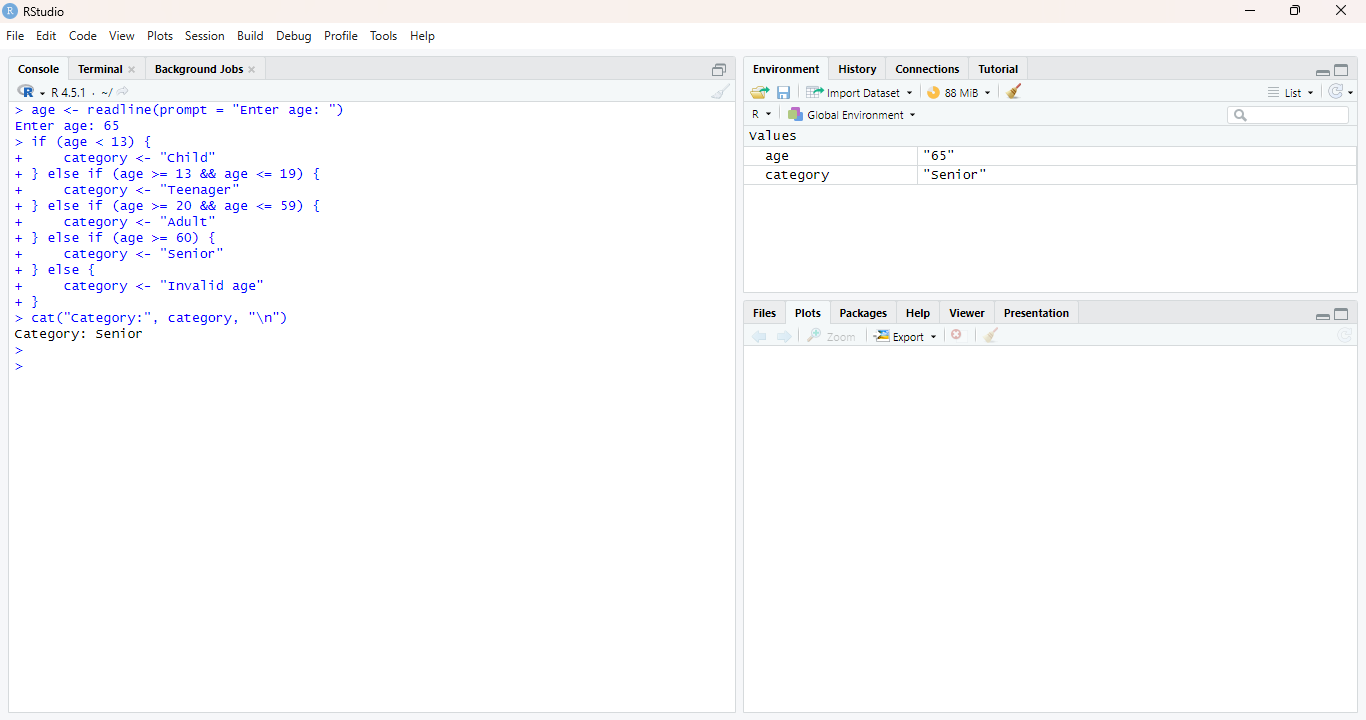 RStudio
File Edit Code View Plots Session Build Debug Profile Tools Help
Console Terminal Background Jobs
R 4.5.1 · ~/
> age <- readline(prompt = "Enter age: ")
Enter age: 65
> if (age < 13) {
+     category <- "Child"
+ } else if (age >= 13 && age <= 19) {
+     category <- "Teenager"
+ } else if (age >= 20 && age <= 59) {
+     category <- "Adult"
+ } else if (age >= 60) {
+     category <- "Senior"
+ } else {
+     category <- "Invalid age"
+ }
> cat("Category:", category, "\n")
Category: Senior
>
>
Environment History Connections Tutorial
Import Dataset 88 MiB List
R Global Environment
Values
age "65"
category "Senior"
Files Plots Packages Help Viewer Presentation
Zoom Export